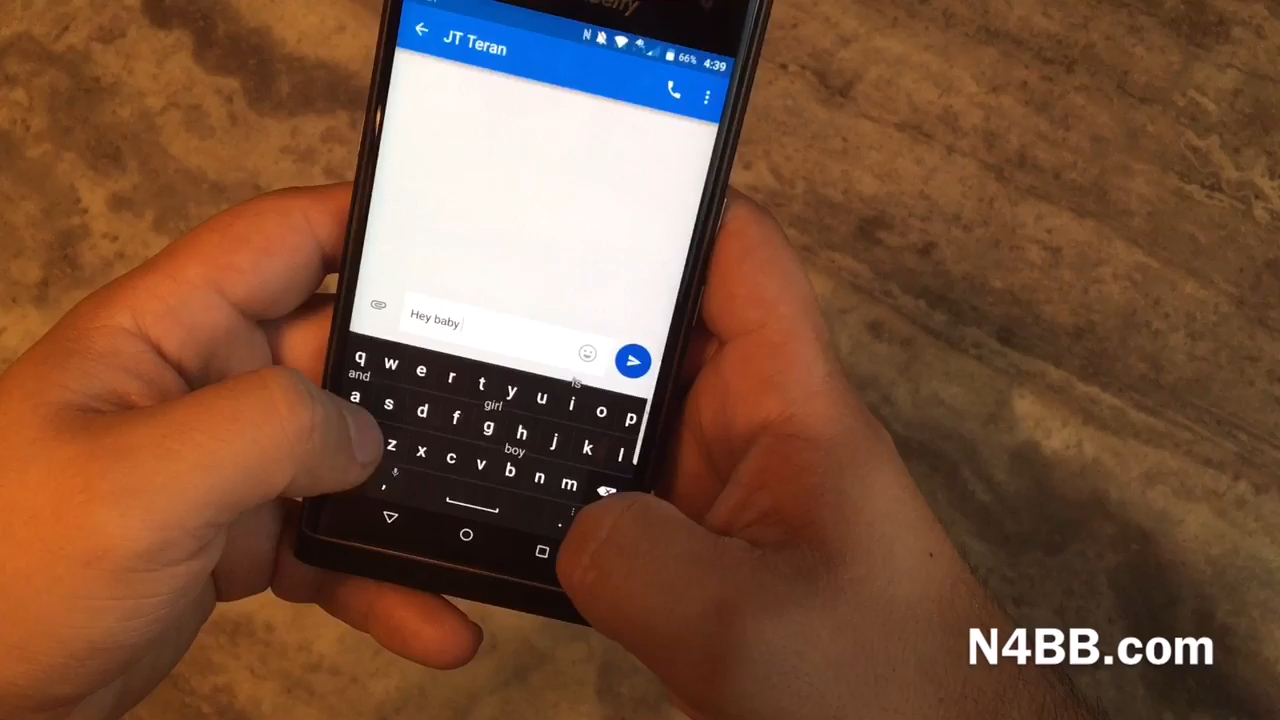 JT Teran
N
66%
4:39
Hey baby
is
q w e r t y u i o p
and
girl
a s d f g h j k l
boy
z x c v b n m
,
.
N4BB.com